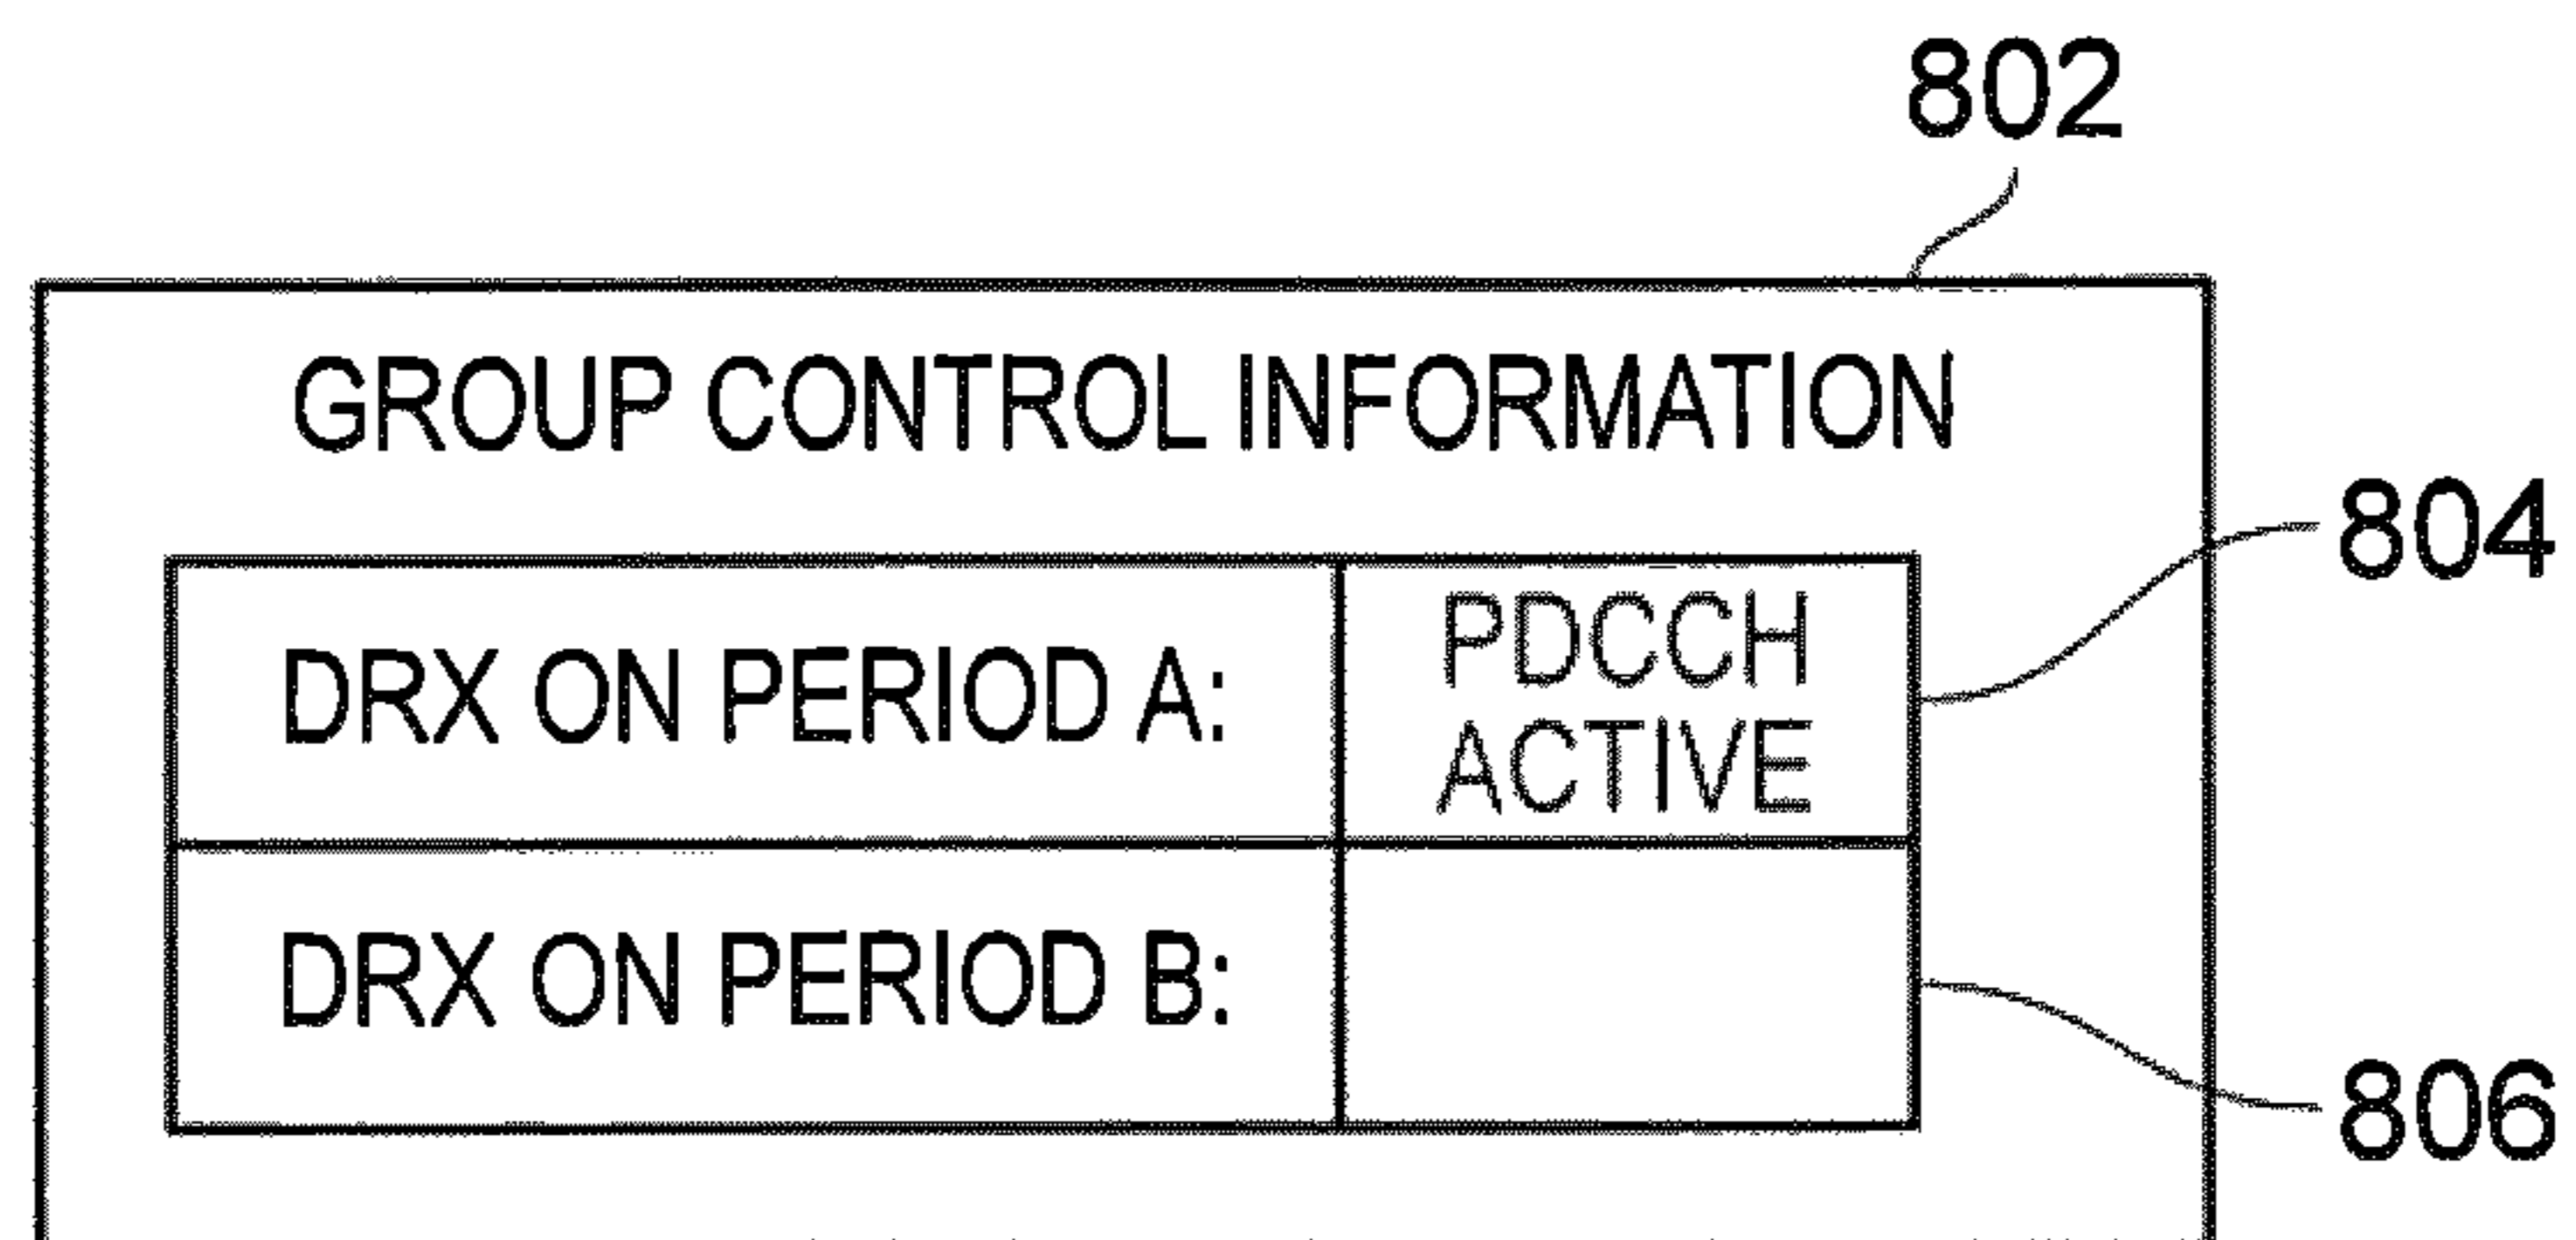 802
GROUP CONTROL INFORMATION
804
DRX ON PERIOD A:
PDCCH
ACTIVE
DRX ON PERIOD B:
806